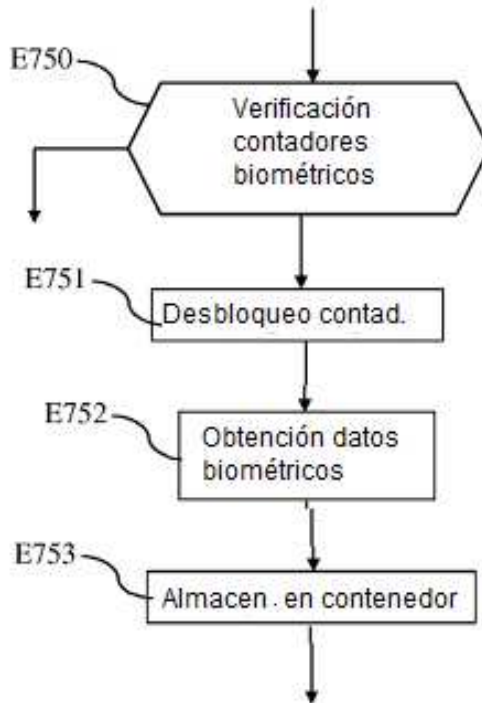 E750
Verificación
contadores
biométricos
E751
Desbloqueo contad.
E752
Obtención datos
biométricos
E753
Almacen. en contenedor